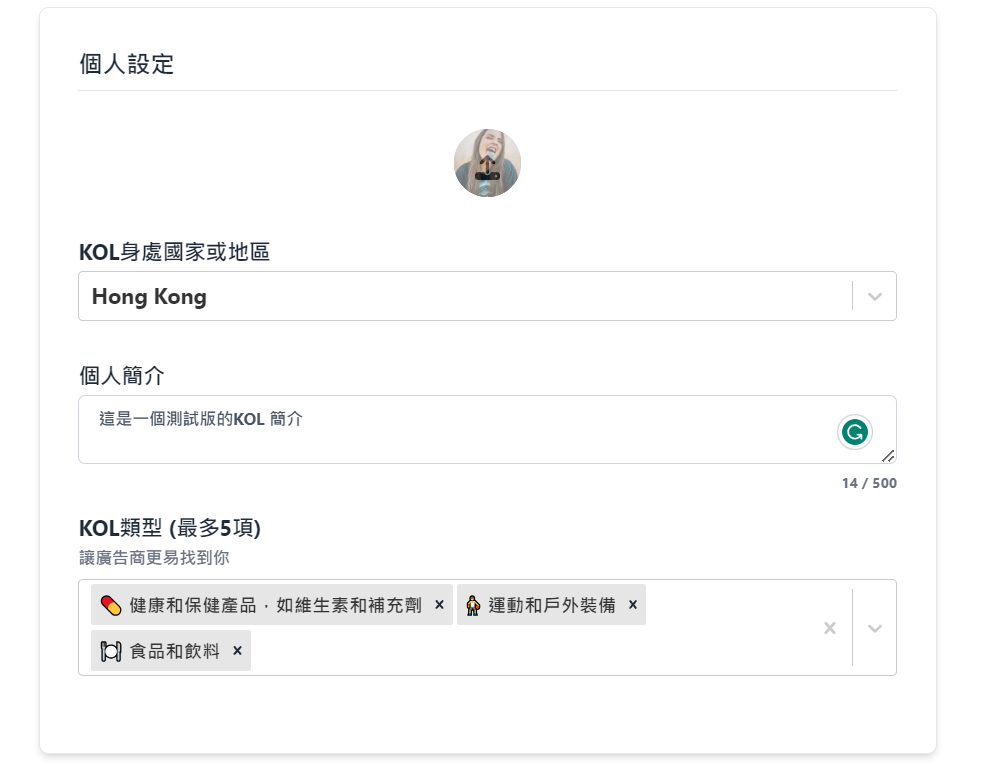 個人設定
KOL身處國家或地區
Hong Kong
個人簡介
這是一個測試版的KOL 簡介
14 / 500
KOL類型 (最多5項)
讓廣告商更易找到你
健康和保健產品．如維生素和補充劑 ×
運動和戶外裝備 ×
食品和飲料 ×